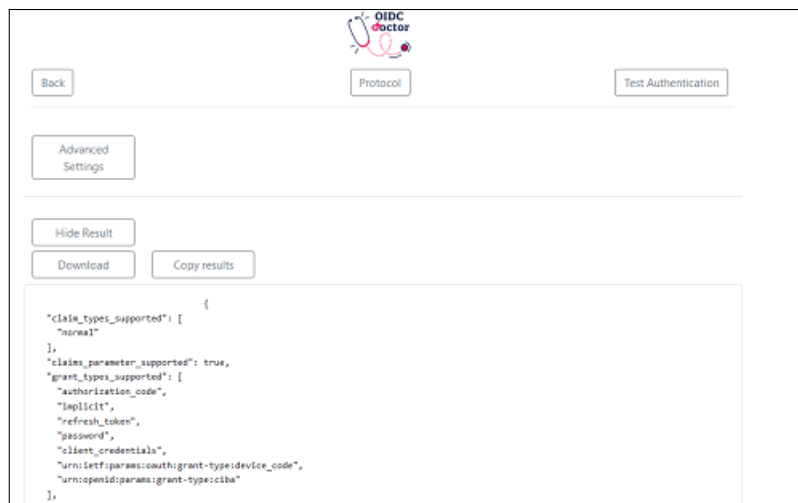 OIDC
doctor
Back
Protocol
Test Authentication
Advanced
Settings
Hide Result
Download
Copy results
{
"claim_types_supported": [
"normal"
],
"claims_parameter_supported": true,
"grant_types_supported": [
"authorization_code",
"implicit",
"refresh_token",
"password",
"client_credentials",
"urn:ietf:params:oauth:grant-type:device_code",
"urn:openid:params:grant-type:ciba"
],